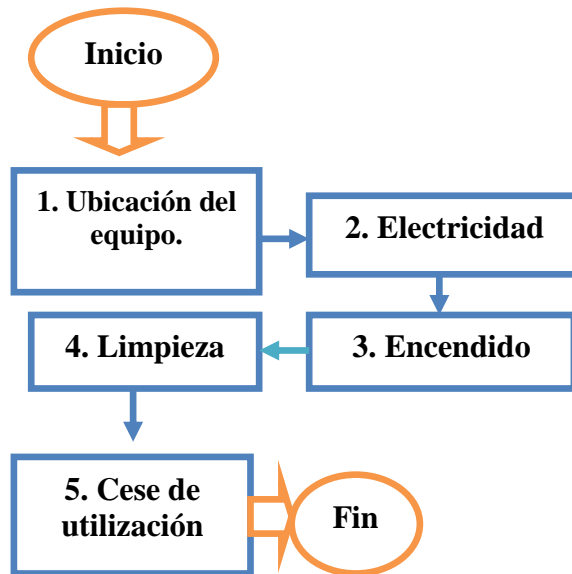 Inicio
1. Ubicación del
equipo.
2. Electricidad
3. Encendido
4. Limpieza
5. Cese de
utilización
Fin